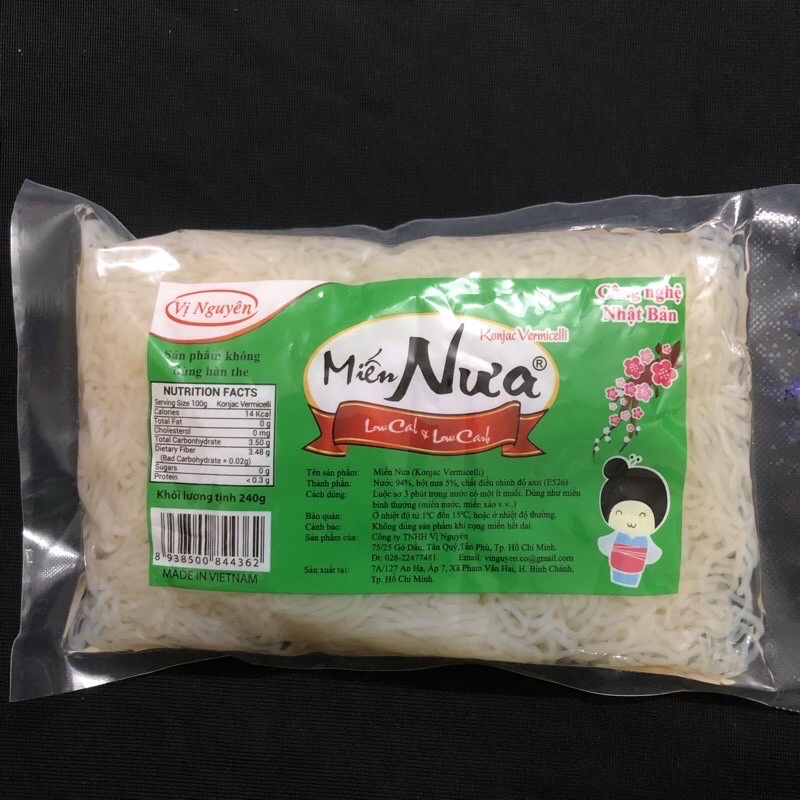 Vị Nguyên
Sản phẩm không
dùng hàn the
NUTRITION FACTS
Serving Size 100g Konjac Vermicelli
Calories 14 Kcal
Total Fat 0 g
Cholesterol 0 mg
Total Carbohydrate 3.50 g
Dietary Fiber 3.48 g
(Bad Carbohydrate = 0.02g)
Sugars 0 g
Protein < 0.3 g
Khối lượng tịnh 240g
8 938500 844362
MADE IN VIETNAM
Konjac Vermicelli
Miến Nưa®
Low Cal & Low Carb
Công nghệ
Nhật Bản
Tên sản phẩm: Miến Nưa (Konjac Vermicelli)
Thành phần: Nước 94%, bột nưa 5%, chất điều chỉnh độ axit (E526)
Cách dùng: Luộc sơ 3 phút trong nước có một ít muối. Dùng như miến
bình thường (miến nước, miến xào v.v..)
Bảo quản: Ở nhiệt độ từ 1°C đến 15°C, hoặc ở nhiệt độ thường.
Cảnh báo: Không dùng sản phẩm khi cọng miến hết dai.
Sản phẩm của: Công ty TNHH Vị Nguyên
75/25 Gò Dầu, Tân Quý,Tân Phú, Tp. Hồ Chí Minh.
Đt: 028-22477481 Email: vinguyen.co@gmail.com
Sản xuất tại: 7A/127 An Hạ, Ấp 7, Xã Phạm Văn Hai, H. Bình Chánh,
Tp. Hồ Chí Minh.